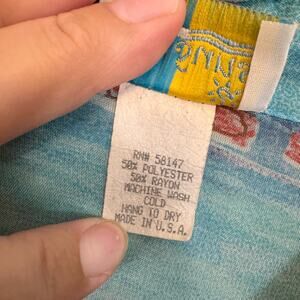 RN# 58147
50% POLYESTER
50% RAYON
MACHINE WASH
COLD
HANG TO DRY
MADE IN U.S.A.